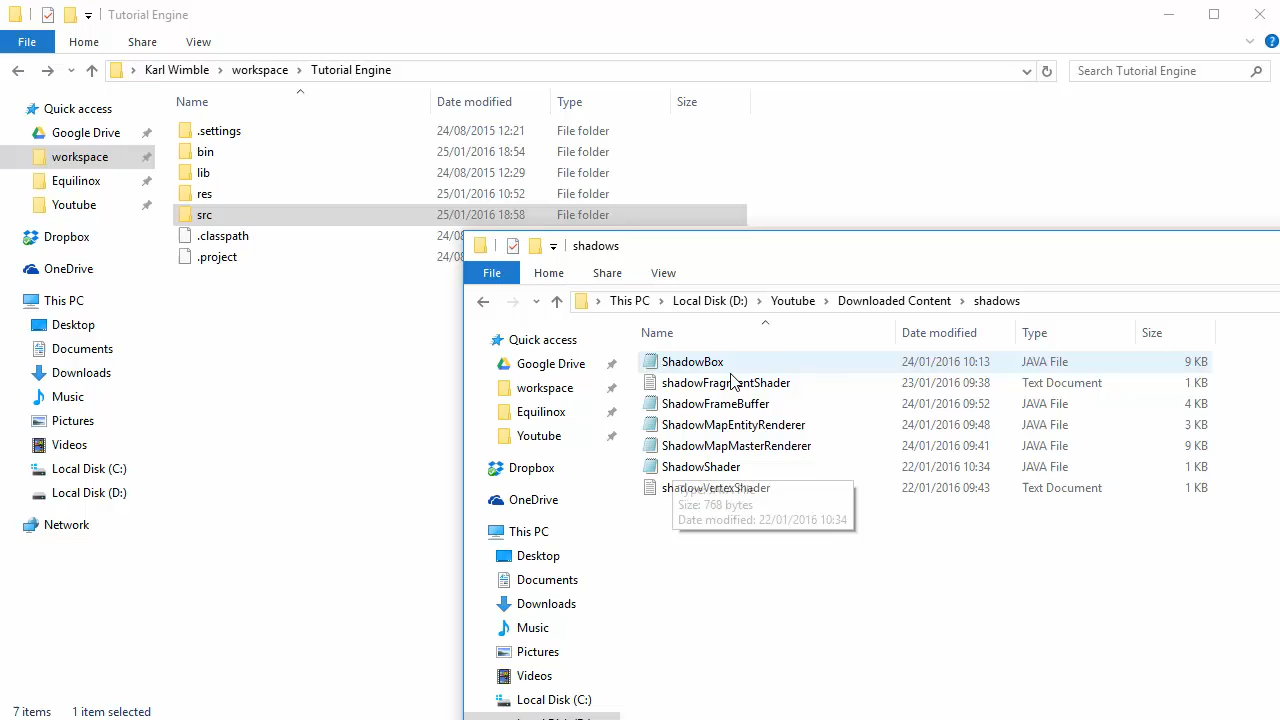 Tutorial Engine
File Home Share View
Karl Wimble workspace Tutorial Engine
Search Tutorial Engine
Quick access
Google Drive
workspace
Equilinox
Youtube
Dropbox
OneDrive
This PC
Desktop
Documents
Downloads
Music
Pictures
Videos
Local Disk (C:)
Local Disk (D:)
Network
Name Date modified Type Size
.settings 24/08/2015 12:21 File folder
bin 25/01/2016 18:54 File folder
lib 24/08/2015 12:29 File folder
res 25/01/2016 10:52 File folder
src 25/01/2016 18:58 File folder
.classpath 24/08
.project 24/08
7 items 1 item selected
shadows
File Home Share View
This PC Local Disk (D:) Youtube Downloaded Content shadows
Quick access
Google Drive
workspace
Equilinox
Youtube
Dropbox
OneDrive
This PC
Desktop
Documents
Downloads
Music
Pictures
Videos
Local Disk (C:)
Name Date modified Type Size
ShadowBox 24/01/2016 10:13 JAVA File 9 KB
shadowFragmentShader 23/01/2016 09:38 Text Document 1 KB
ShadowFrameBuffer 24/01/2016 09:52 JAVA File 4 KB
ShadowMapEntityRenderer 24/01/2016 09:48 JAVA File 3 KB
ShadowMapMasterRenderer 24/01/2016 09:41 JAVA File 9 KB
ShadowShader 22/01/2016 10:34 JAVA File 1 KB
shadowVertexShader 22/01/2016 09:43 Text Document 1 KB
Size: 768 bytes
Date modified: 22/01/2016 10:34